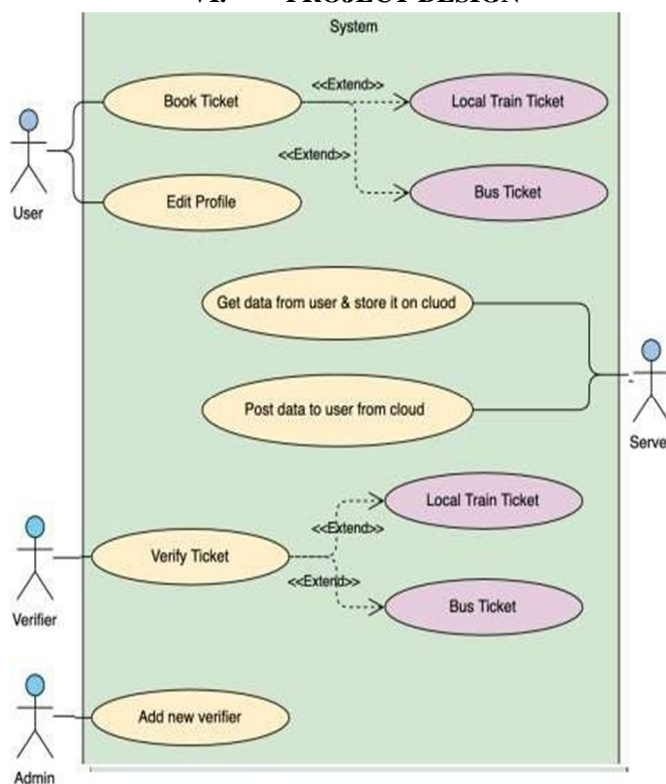 VI. PROJECT DESIGN
System
<<Extend>>
Book Ticket
Local Train Ticket
<<Extend>>
Bus Ticket
Edit Profile
User
Get data from user & store it on cluod
Post data to user from cloud
Serve
Local Train Ticket
<<Extend>>
Verify Ticket
<<Extend>>
Bus Ticket
Verifier
Add new verifier
Admin